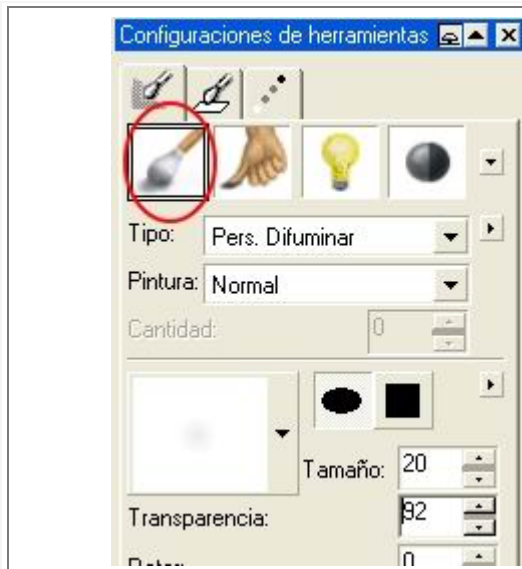 Configuraciones de herramientas
Tipo: Pers. Difuminar
Pintura: Normal
Cantidad: 0
Tamaño: 20
Transparencia: 92
0